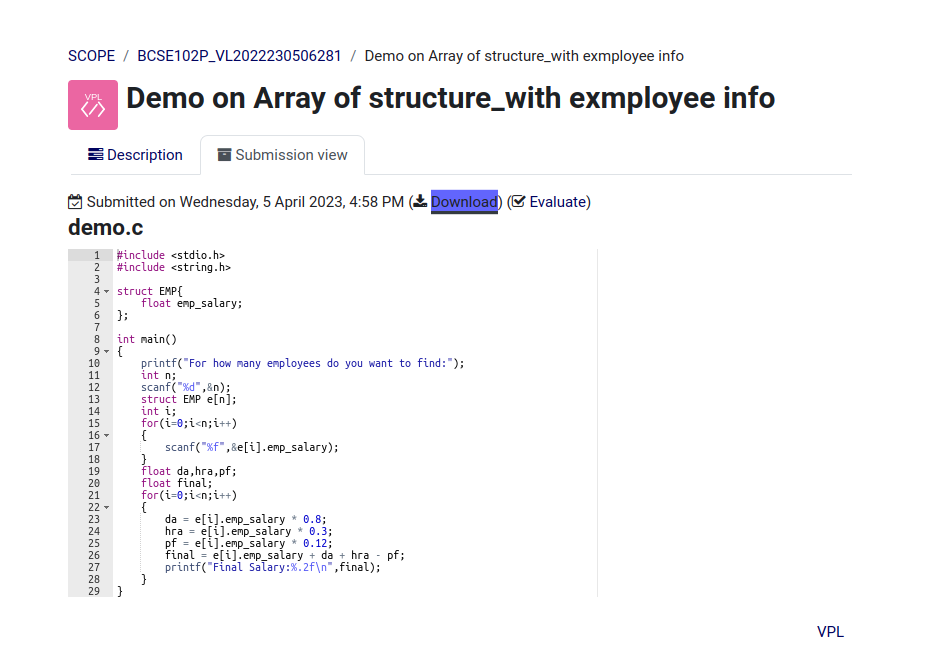 SCOPE / BCSE102P_VL2022230506281 / Demo on Array of structure_with exmployee info
VPL
Demo on Array of structure_with exmployee info
Description
Submission view
Submitted on Wednesday, 5 April 2023, 4:58 PM (Download) (Evaluate)
demo.c
1 #include <stdio.h>
2 #include <string.h>
3
4 struct EMP{
5     float emp_salary;
6 };
7
8 int main()
9 {
10     printf("For how many employees do you want to find:");
11     int n;
12     scanf("%d",&n);
13     struct EMP e[n];
14     int i;
15     for(i=0;i<n;i++)
16     {
17         scanf("%f",&e[i].emp_salary);
18     }
19     float da,hra,pf;
20     float final;
21     for(i=0;i<n;i++)
22     {
23         da = e[i].emp_salary * 0.8;
24         hra = e[i].emp_salary * 0.3;
25         pf = e[i].emp_salary * 0.12;
26         final = e[i].emp_salary + da + hra - pf;
27         printf("Final Salary:%.2f\n",final);
28     }
29 }
VPL